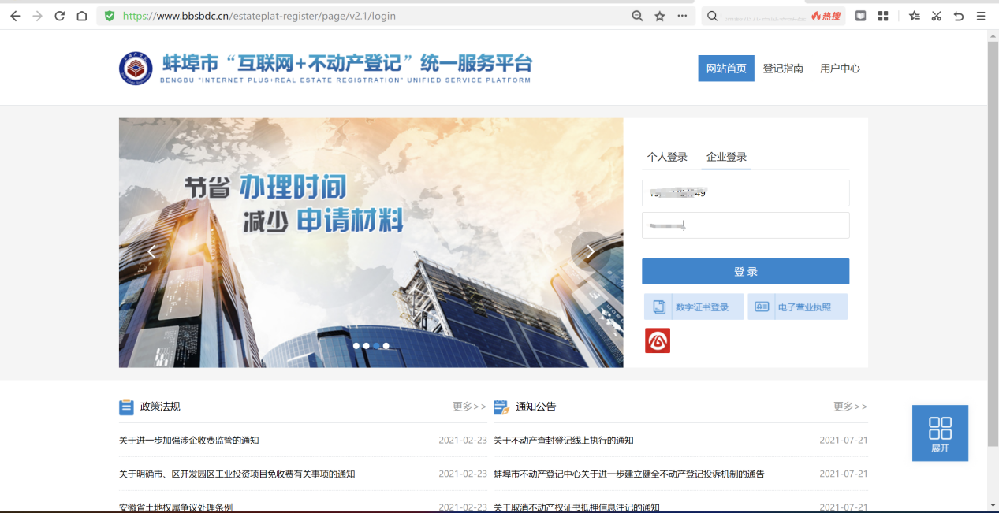 https://www.bbsbdc.cn/estateplat-register/page/v2.1/login
热搜
蚌埠市“互联网+不动产登记”统一服务平台
BENGBU "INTERNET PLUS+REAL ESTATE REGISTRATION" UNIFIED SERVICE PLATFORM
网站首页 登记指南 用户中心
节省 办理时间
减少 申请材料
个人登录 企业登录
登 录
数字证书登录 电子营业执照
政策法规 更多>>
关于进一步加强涉企收费监管的通知 2021-02-23
关于明确市、区开发园区工业投资项目免收费有关事项的通知 2021-02-23
安徽省土地权属争议处理条例 2021-02-23
通知公告 更多>>
关于不动产查封登记线上执行的通知 2021-07-21
蚌埠市不动产登记中心关于进一步建立健全不动产登记投诉机制的通告 2021-07-21
关于取消不动产权证书抵押信息注记的通知 2021-07-21
展开